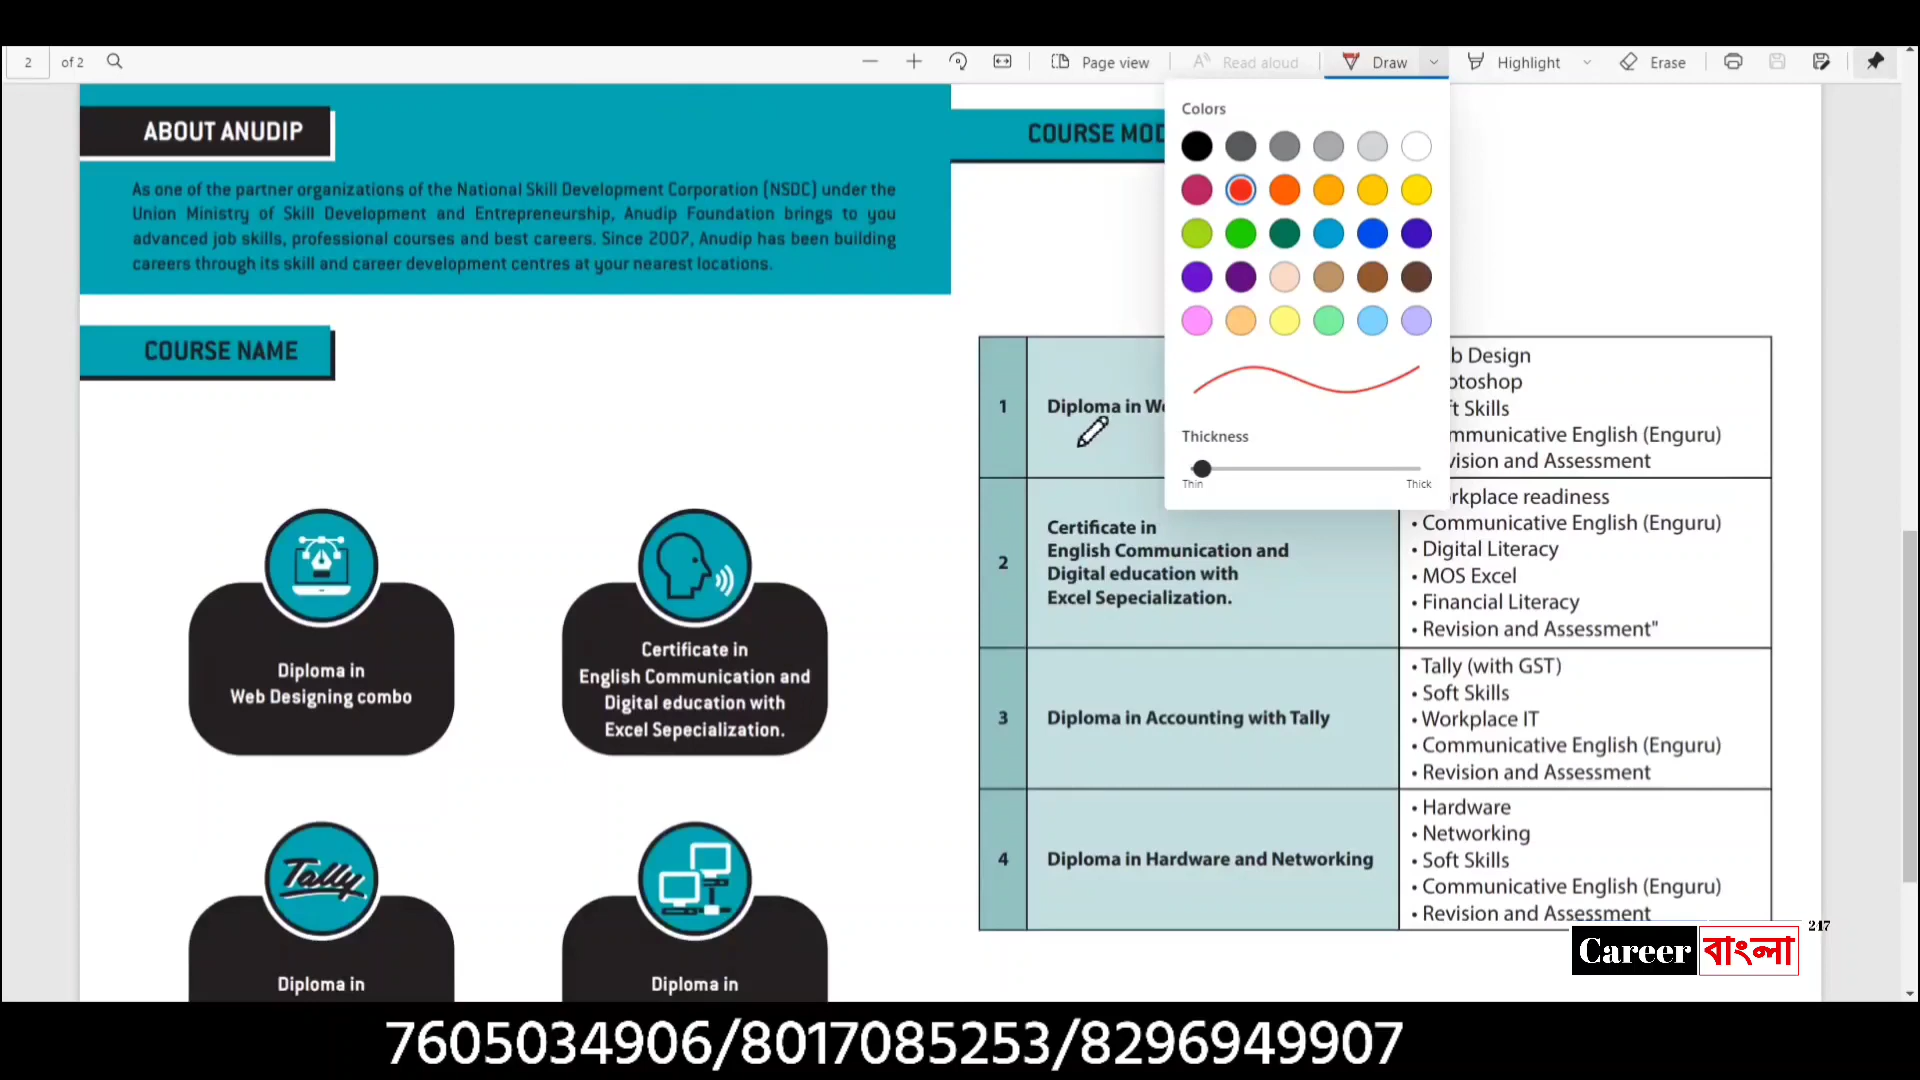 2 of 2 Page view Read aloud Draw Highlight Erase
ABOUT ANUDIP
As one of the partner organizations of the National Skill Development Corporation (NSDC) under the
Union Ministry of Skill Development and Entrepreneurship, Anudip Foundation brings to you
advanced job skills, professional courses and best careers. Since 2007, Anudip has been building
careers through its skill and career development centres at your nearest locations.
COURSE NAME
Diploma in
Web Designing combo
Certificate in
English Communication and
Digital education with
Excel Sepecialization.
Tally
Diploma in
Diploma in
COURSE MOD
Colors
Thickness
Thin Thick
1
Diploma in We
b Design
otoshop
ft Skills
mmunicative English (Enguru)
vision and Assessment
2
Certificate in
English Communication and
Digital education with
Excel Sepecialization.
rkplace readiness
• Communicative English (Enguru)
• Digital Literacy
• MOS Excel
• Financial Literacy
• Revision and Assessment"
3
Diploma in Accounting with Tally
• Tally (with GST)
• Soft Skills
• Workplace IT
• Communicative English (Enguru)
• Revision and Assessment
4
Diploma in Hardware and Networking
• Hardware
• Networking
• Soft Skills
• Communicative English (Enguru)
• Revision and Assessment
Career বাংলা 247
7605034906/8017085253/8296949907